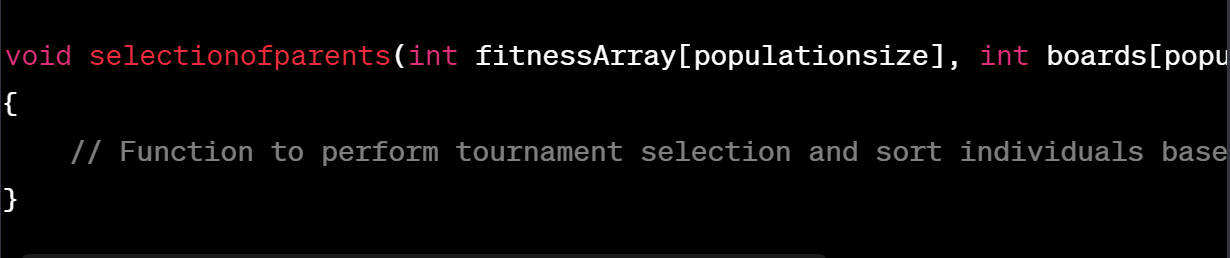 void selectionofparents(int fitnessArray[populationsize], int boards[popu
{
// Function to perform tournament selection and sort individuals base
}